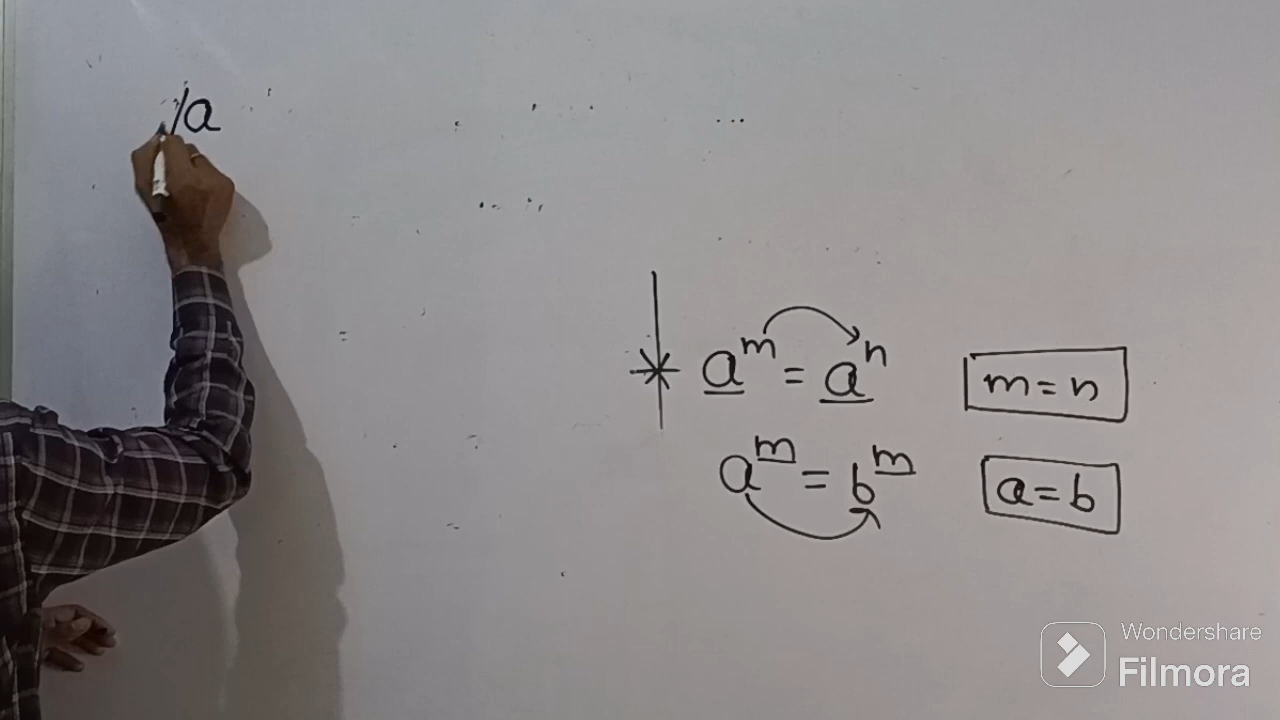 /a
a^m = a^n m = n
a^m = b^m a = b
Wondershare
Filmora